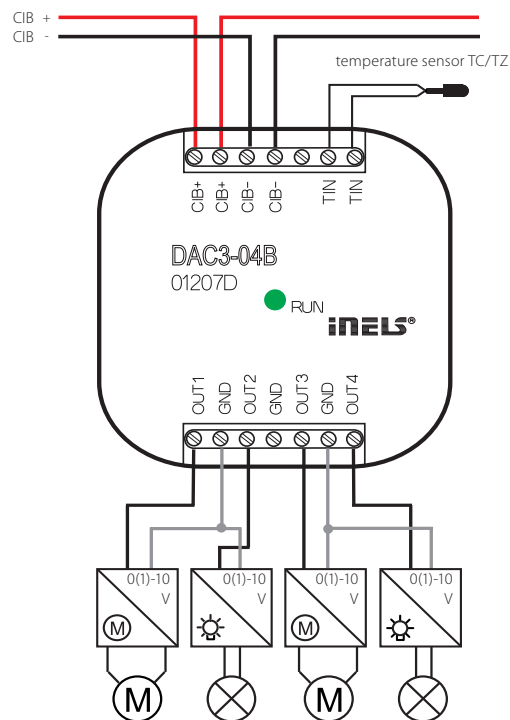 CIB +
CIB -
temperature sensor TC/TZ
CIB+
CIB+
CIB-
CIB-
TIN
TIN
DAC3-04B
01207D
RUN
iNELS®
OUT1
GND
OUT2
GND
OUT3
GND
OUT4
0(1)-10
V
M
0(1)-10
V
0(1)-10
V
M
0(1)-10
V
M
M